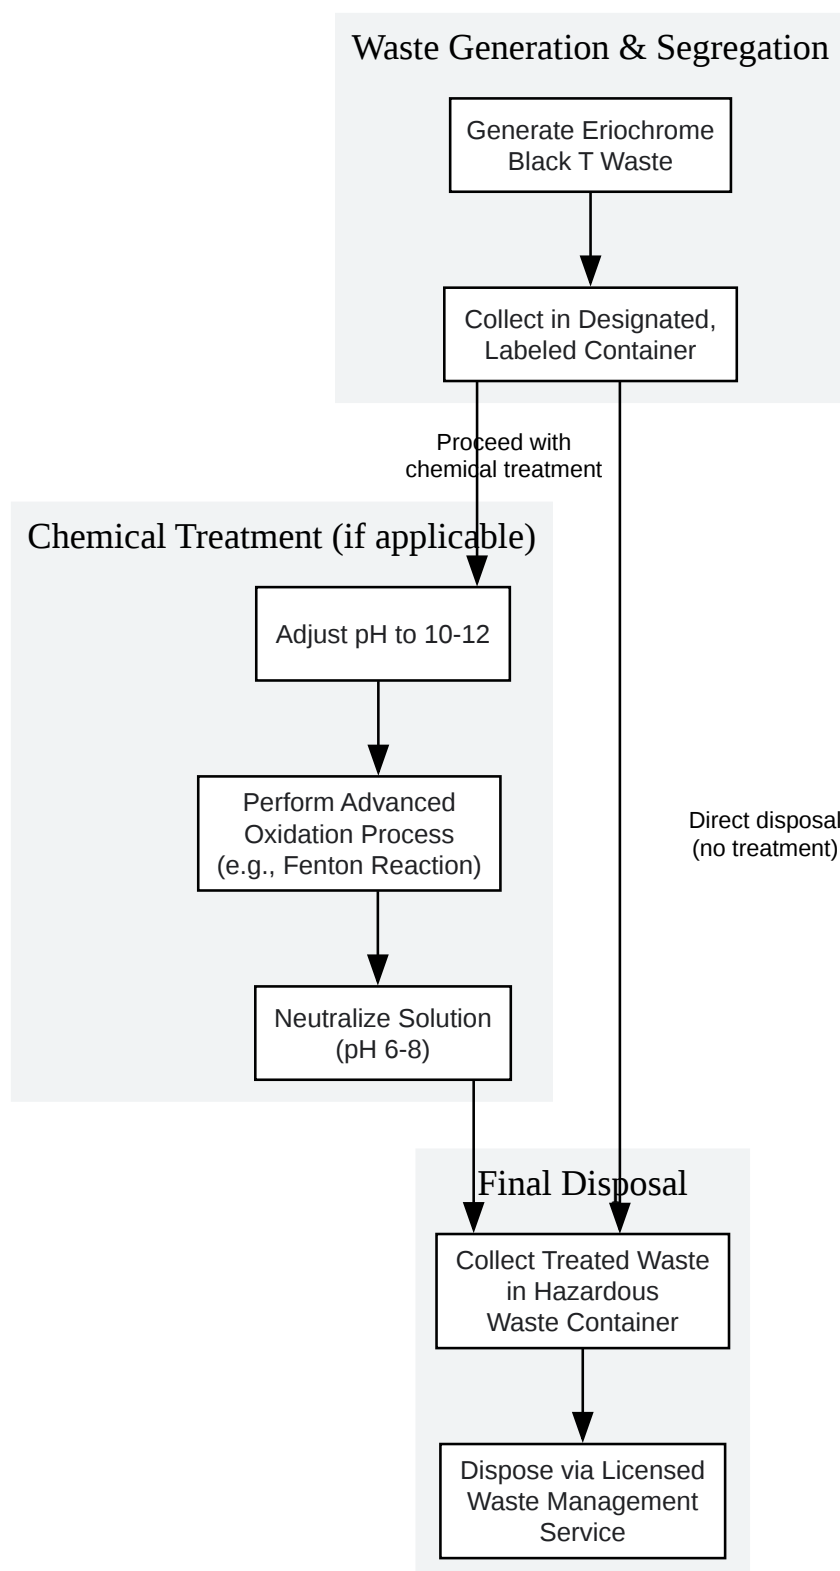 Waste Generation & Segregation
Generate Eriochrome
Black T Waste
Collect in Designated,
Labeled Container
Proceed with
chemical treatment
Chemical Treatment (if applicable)
Adjust pH to 10-12
Perform Advanced
Oxidation Process
(e.g., Fenton Reaction)
Direct disposal
(no treatment)
Neutralize Solution
(pH 6-8)
Final Disposal
Collect Treated Waste
in Hazardous
Waste Container
Dispose via Licensed
Waste Management
Service